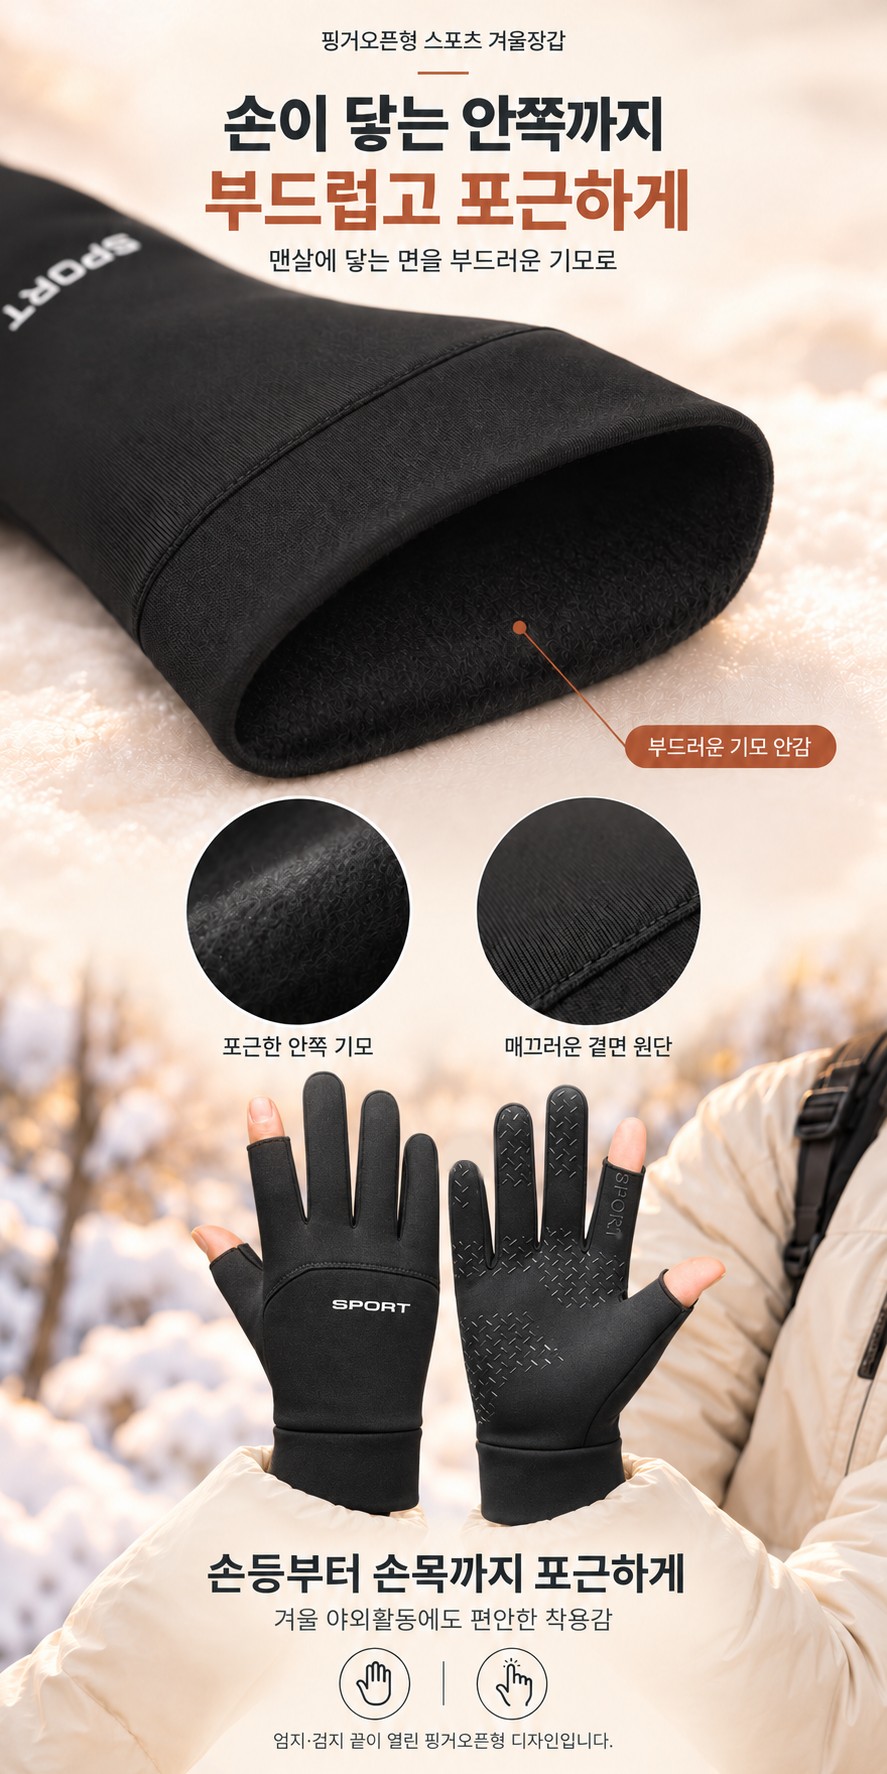 핑거오픈형 스포츠 겨울장갑
손이 닿는 안쪽까지
부드럽고 포근하게
맨살에 닿는 면을 부드러운 기모로
SPORT
부드러운 기모 안감
포근한 안쪽 기모
매끄러운 겉면 원단
SPORT
SPORT
손등부터 손목까지 포근하게
겨울 야외활동에도 편안한 착용감
엄지·검지 끝이 열린 핑거오픈형 디자인입니다.